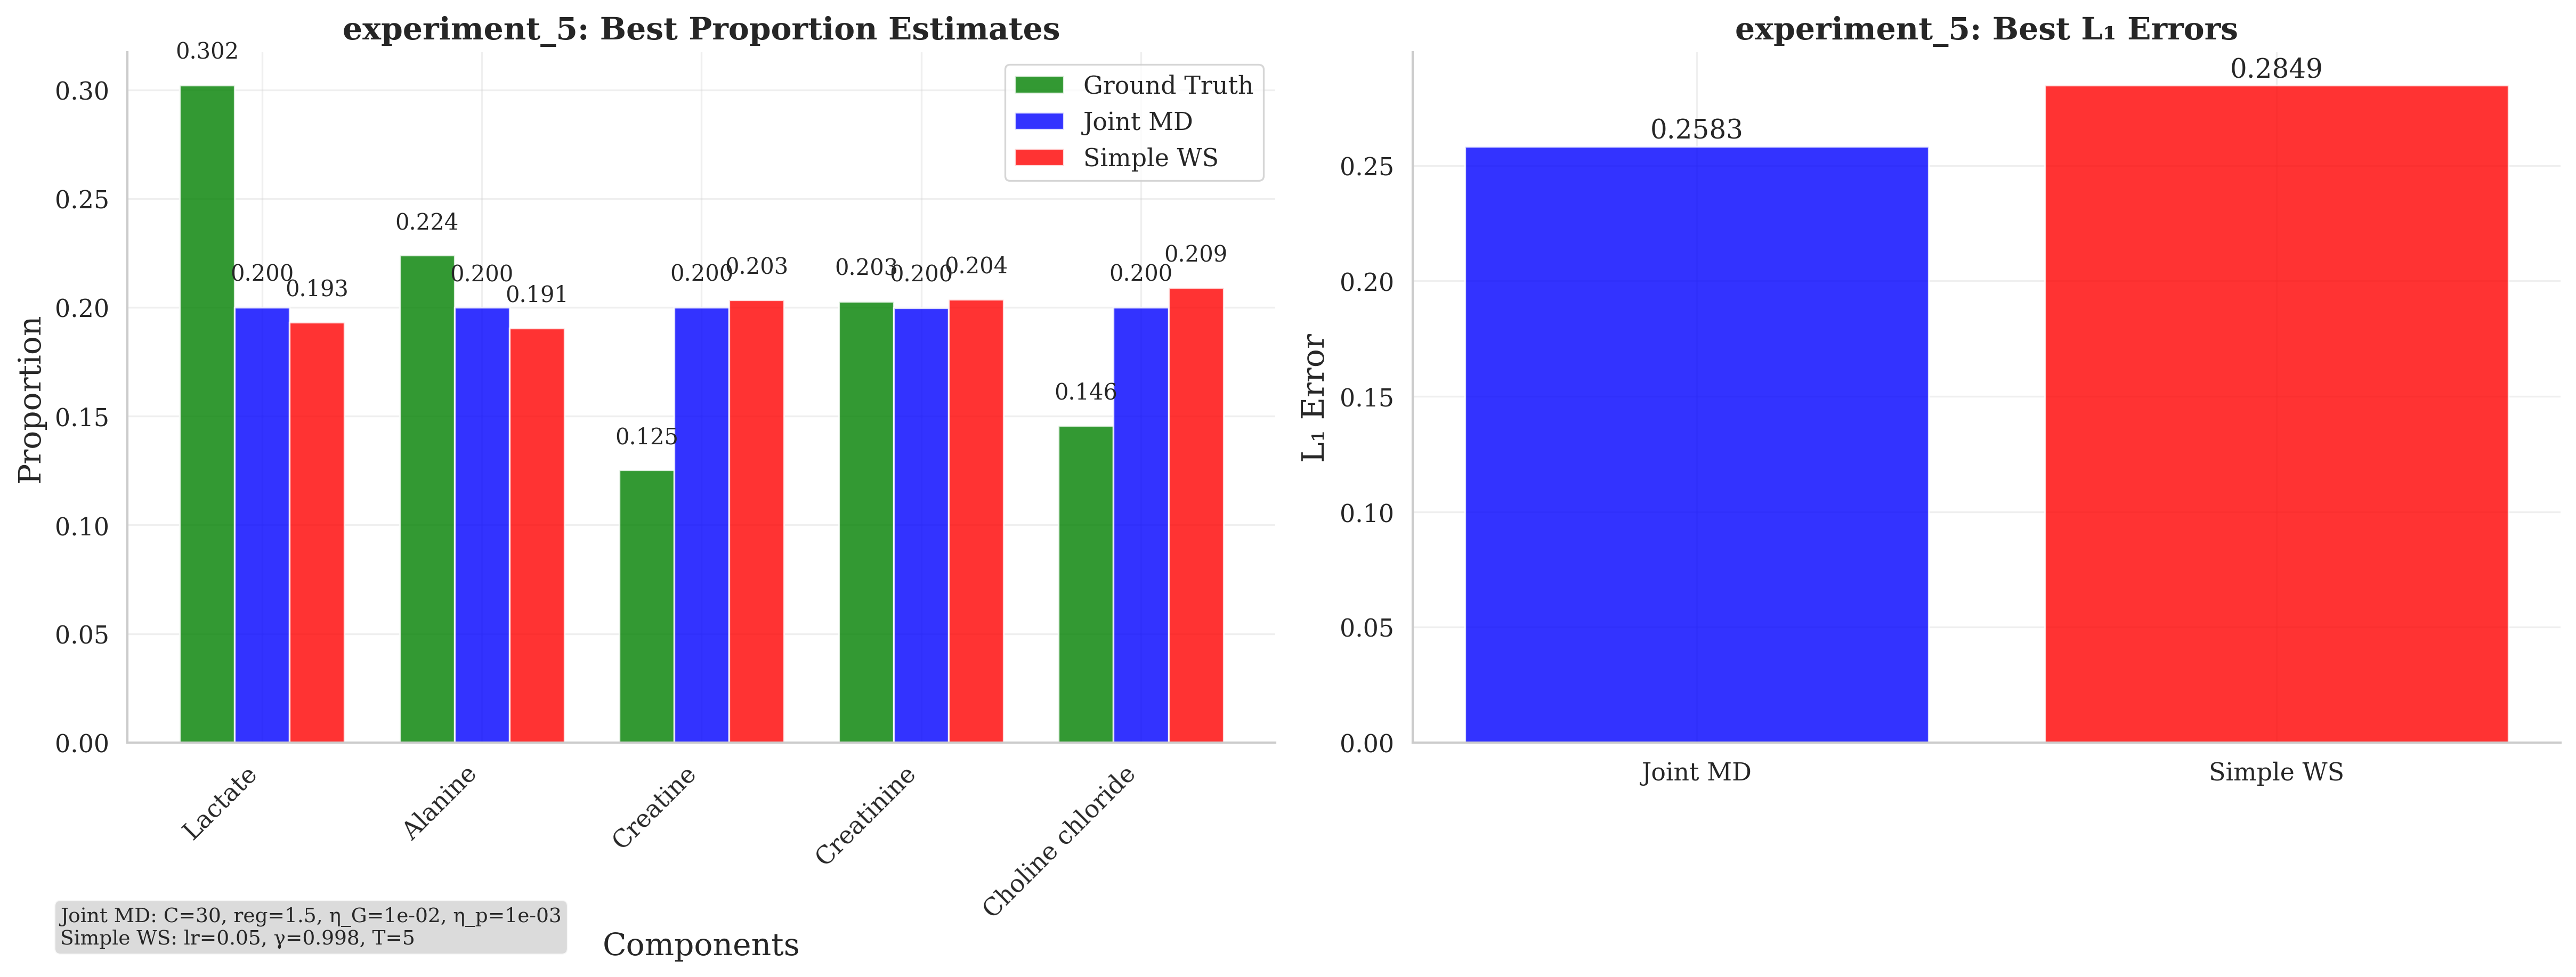 experiment_5: Best Proportion Estimates
Proportion
0.30
0.25
0.20
0.15
0.10
0.05
0.00
0.302
0.200
0.193
0.224
0.200
0.191
0.125
0.200
0.203
0.203
0.200
0.204
0.146
0.200
0.209
Ground Truth
Joint MD
Simple WS
Lactate
Alanine
Creatine
Creatinine
Choline chloride
Components
Joint MD: C=30, reg=1.5, η_G=1e-02, η_p=1e-03
Simple WS: lr=0.05, γ=0.998, T=5
experiment_5: Best L₁ Errors
L₁ Error
0.25
0.20
0.15
0.10
0.05
0.00
0.2583
0.2849
Joint MD
Simple WS